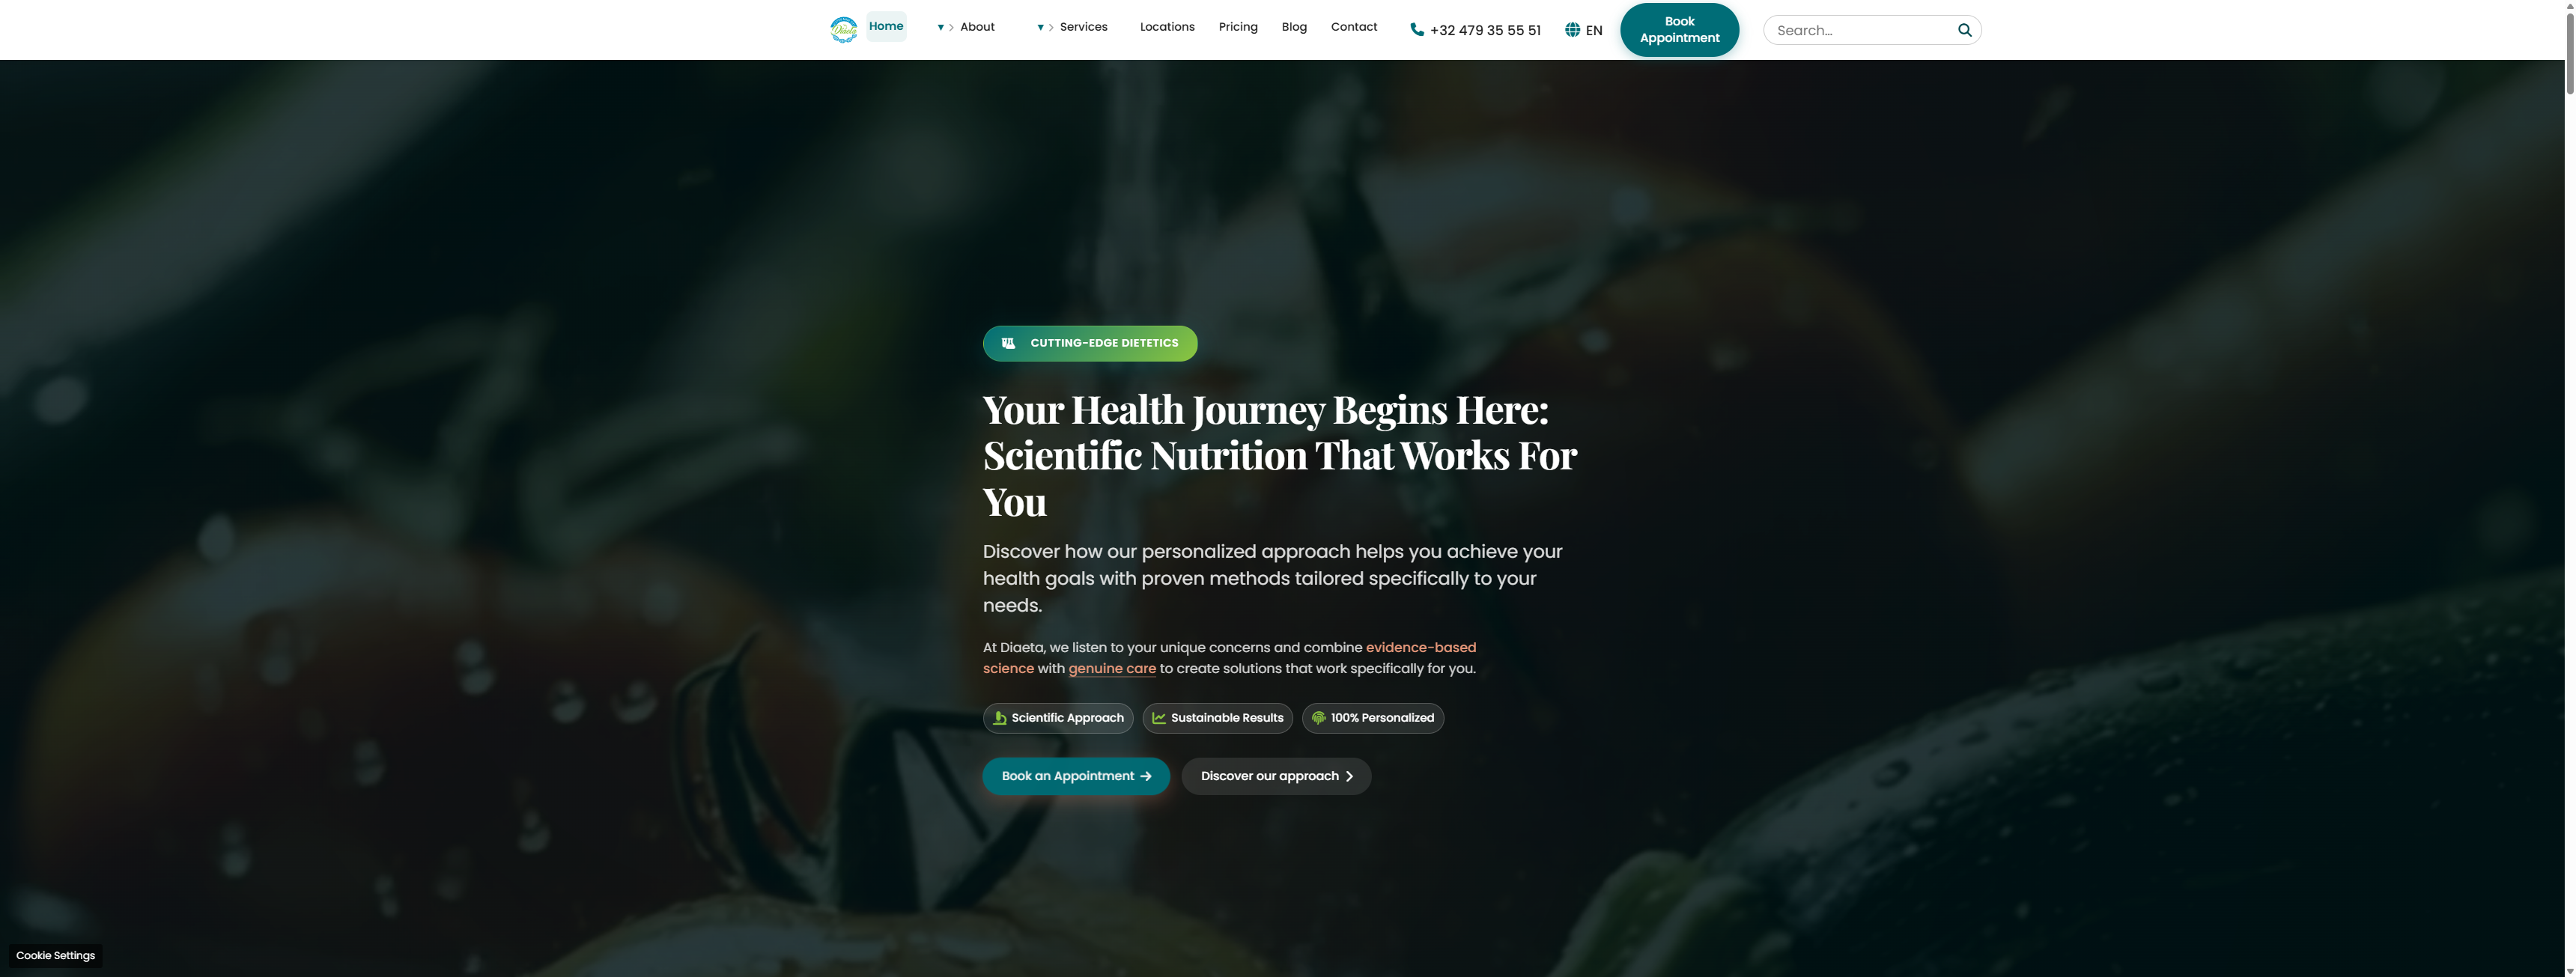 Diaeta
Home
About
Services
Locations
Pricing
Blog
Contact
+32 479 35 55 51
EN
Book
Appointment
Search...
CUTTING-EDGE DIETETICS
Your Health Journey Begins Here:
Scientific Nutrition That Works For
You
Discover how our personalized approach helps you achieve your
health goals with proven methods tailored specifically to your
needs.
At Diaeta, we listen to your unique concerns and combine evidence-based
science with genuine care to create solutions that work specifically for you.
Scientific Approach
Sustainable Results
100% Personalized
Book an Appointment
Discover our approach
Cookie Settings